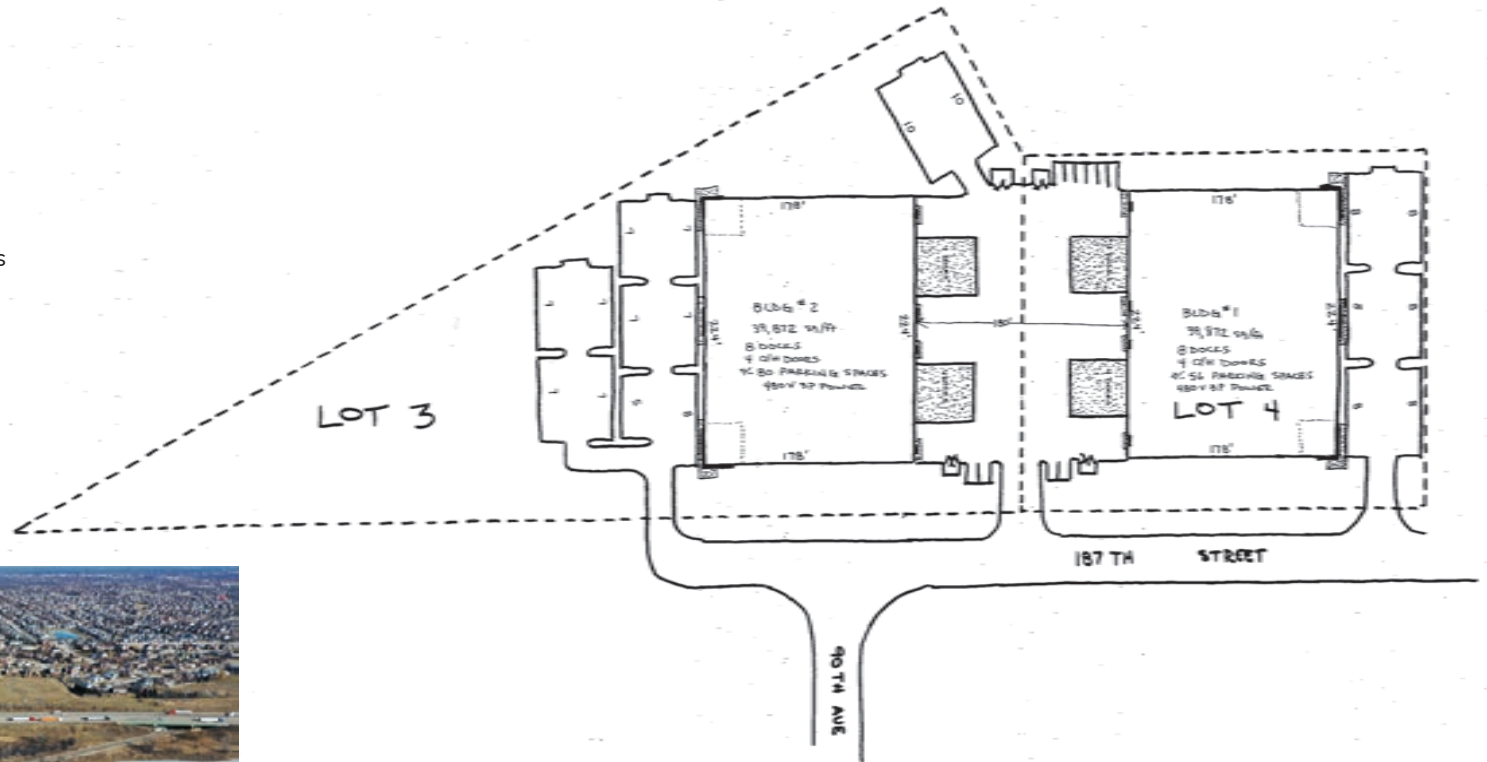 s
10
10
178'
178'
BLDG #2
39,872 sq/ft
8 DOCKS
4 O/H DOORS
80 PARKING SPACES
480V 3P POWER
224'
224'
178'
BLDG #1
39,872 sq/ft
8 DOCKS
4 O/H DOORS
56 PARKING SPACES
480V 3P POWER
224'
224'
LOT 3
LOT 4
178'
178'
187 TH STREET
90TH AVE